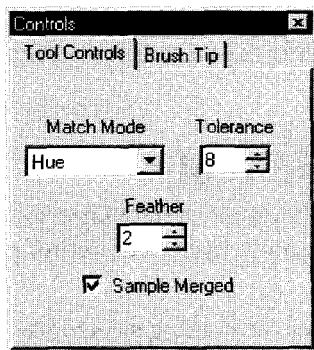 Controls
Tool Controls Brush Tip
Match Mode Tolerance
Hue 8
Feather
2
Sample Merged